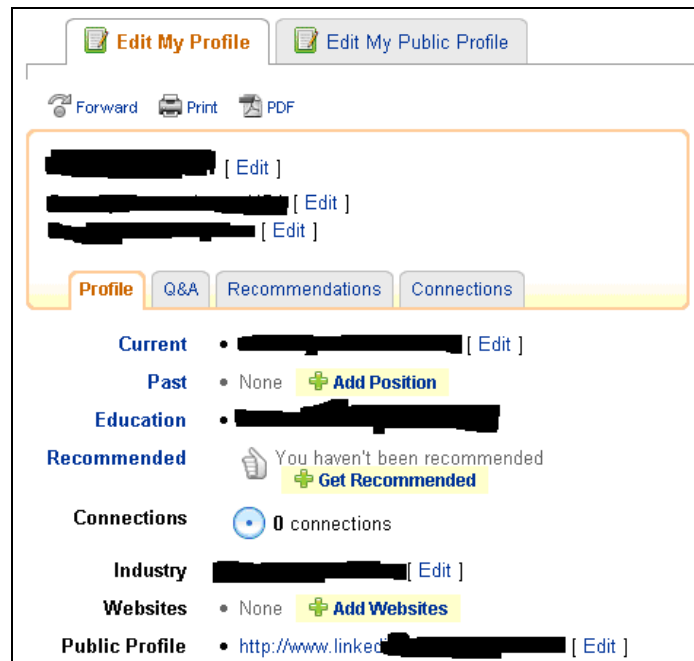 Edit My Profile Edit My Public Profile
Forward Print PDF
[ Edit ]
[ Edit ]
[ Edit ]
Profile Q&A Recommendations Connections
Current • [ Edit ]
Past • None Add Position
Education •
Recommended You haven't been recommended
Get Recommended
Connections 0 connections
Industry [ Edit ]
Websites • None Add Websites
Public Profile • http://www.linked [ Edit ]